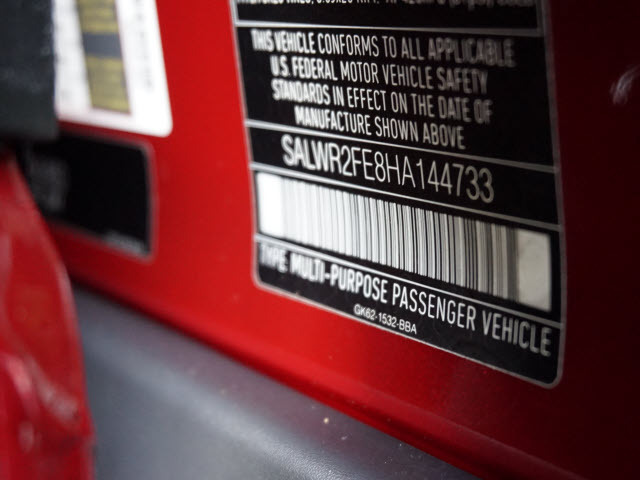 THIS VEHICLE CONFORMS TO ALL APPLICABLE
U.S. FEDERAL MOTOR VEHICLE SAFETY
STANDARDS IN EFFECT ON THE DATE OF
MANUFACTURE SHOWN ABOVE
SALWR2FE8HA144733
TYPE: MULTI-PURPOSE PASSENGER VEHICLE
GK62-1532-BBA